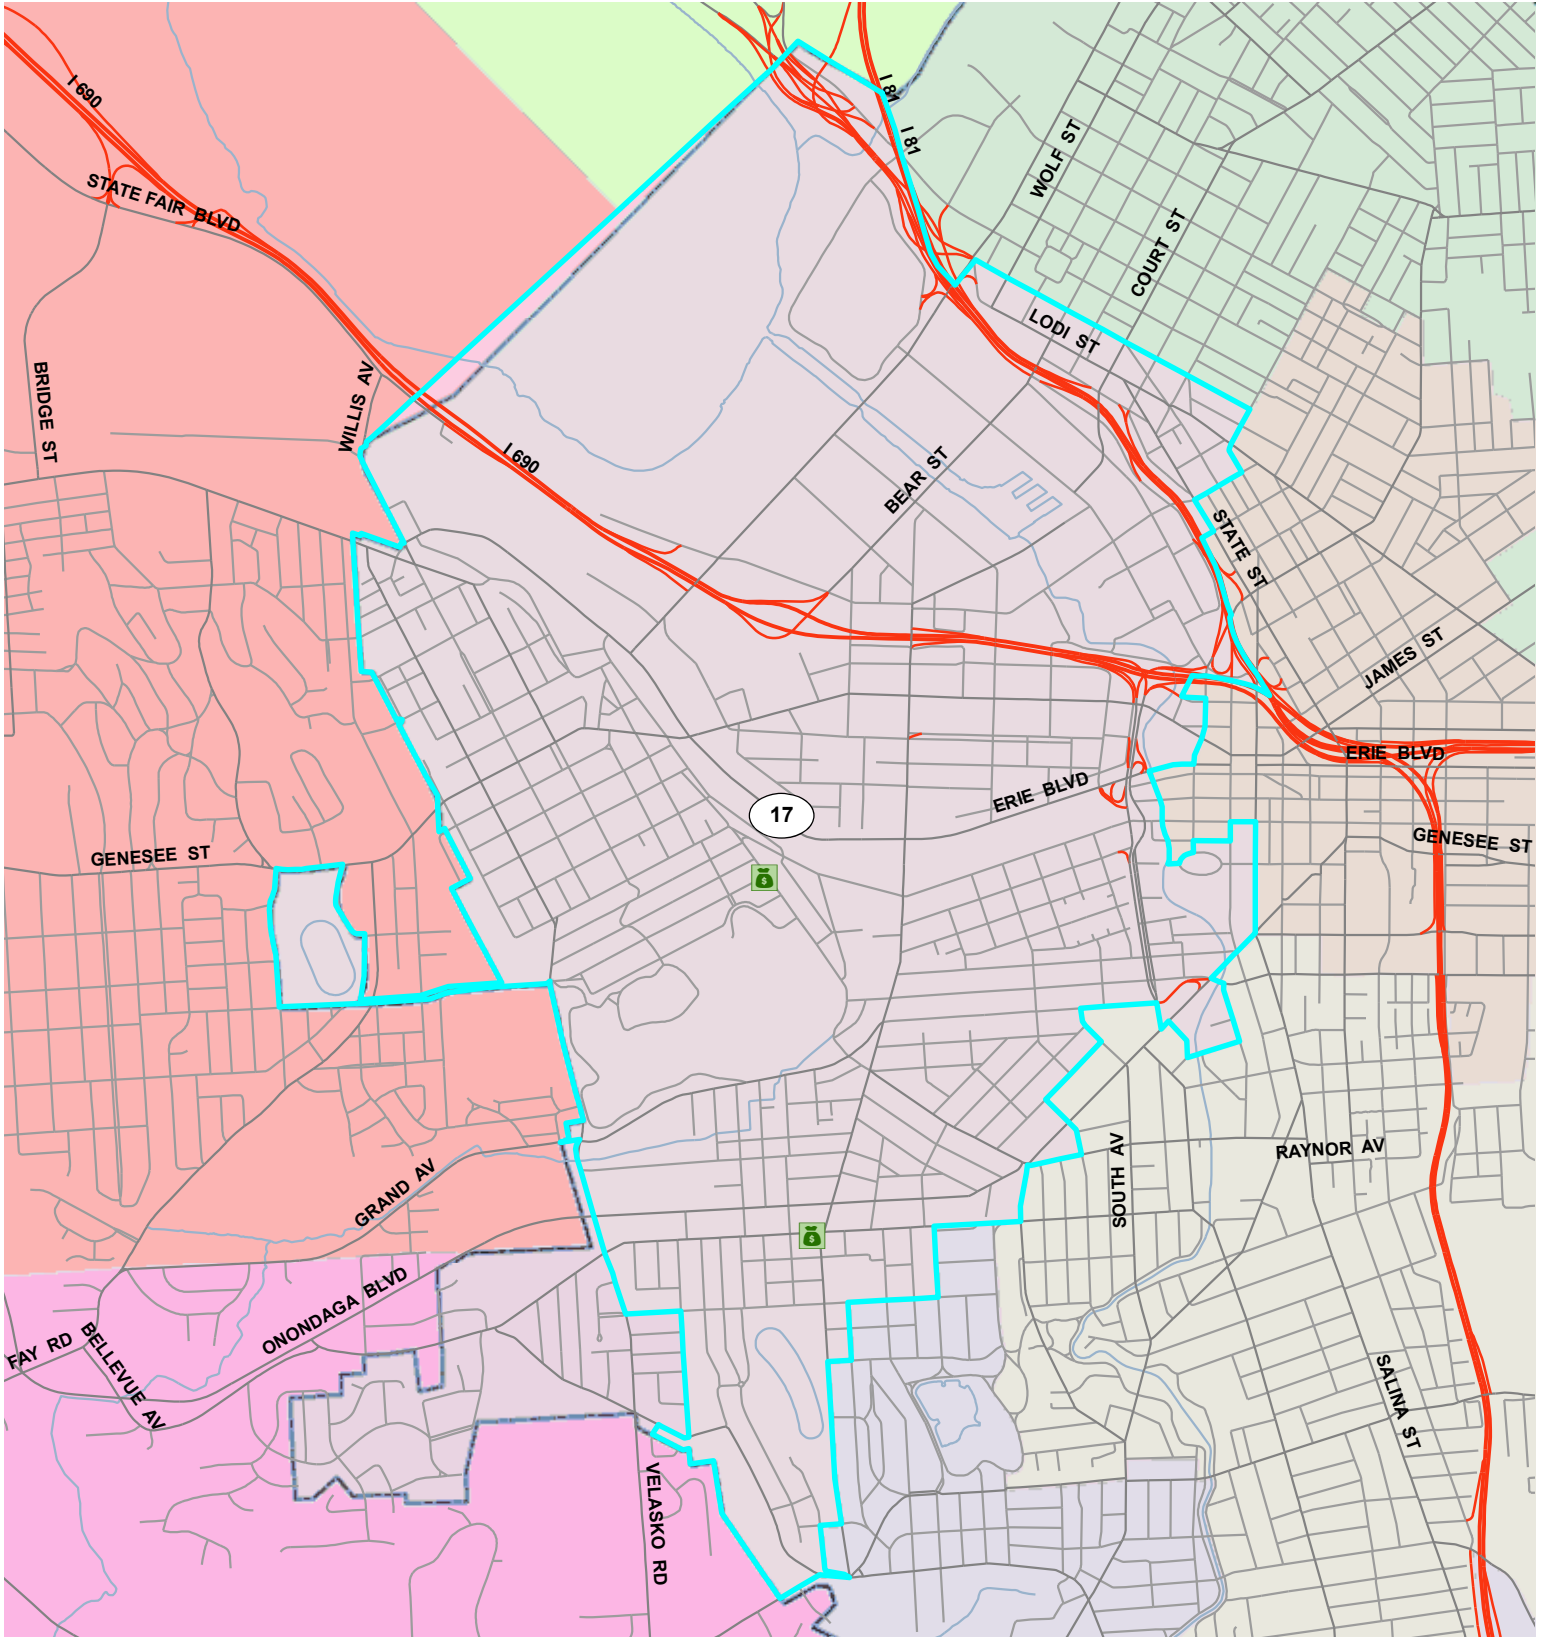 I 690
I 81
I 81
WOLF ST
STATE FAIR BLVD
COURT ST
LODI ST
BRIDGE ST
WILLIS AV
I 690
BEAR ST
STATE ST
JAMES ST
ERIE BLVD
ERIE BLVD
17
GENESEE ST
GENESEE ST
$
RAYNOR AV
SOUTH AV
GRAND AV
$
ONONDAGA BLVD
FAY RD
BELLEVUE AV
SALINA ST
VELASKO RD